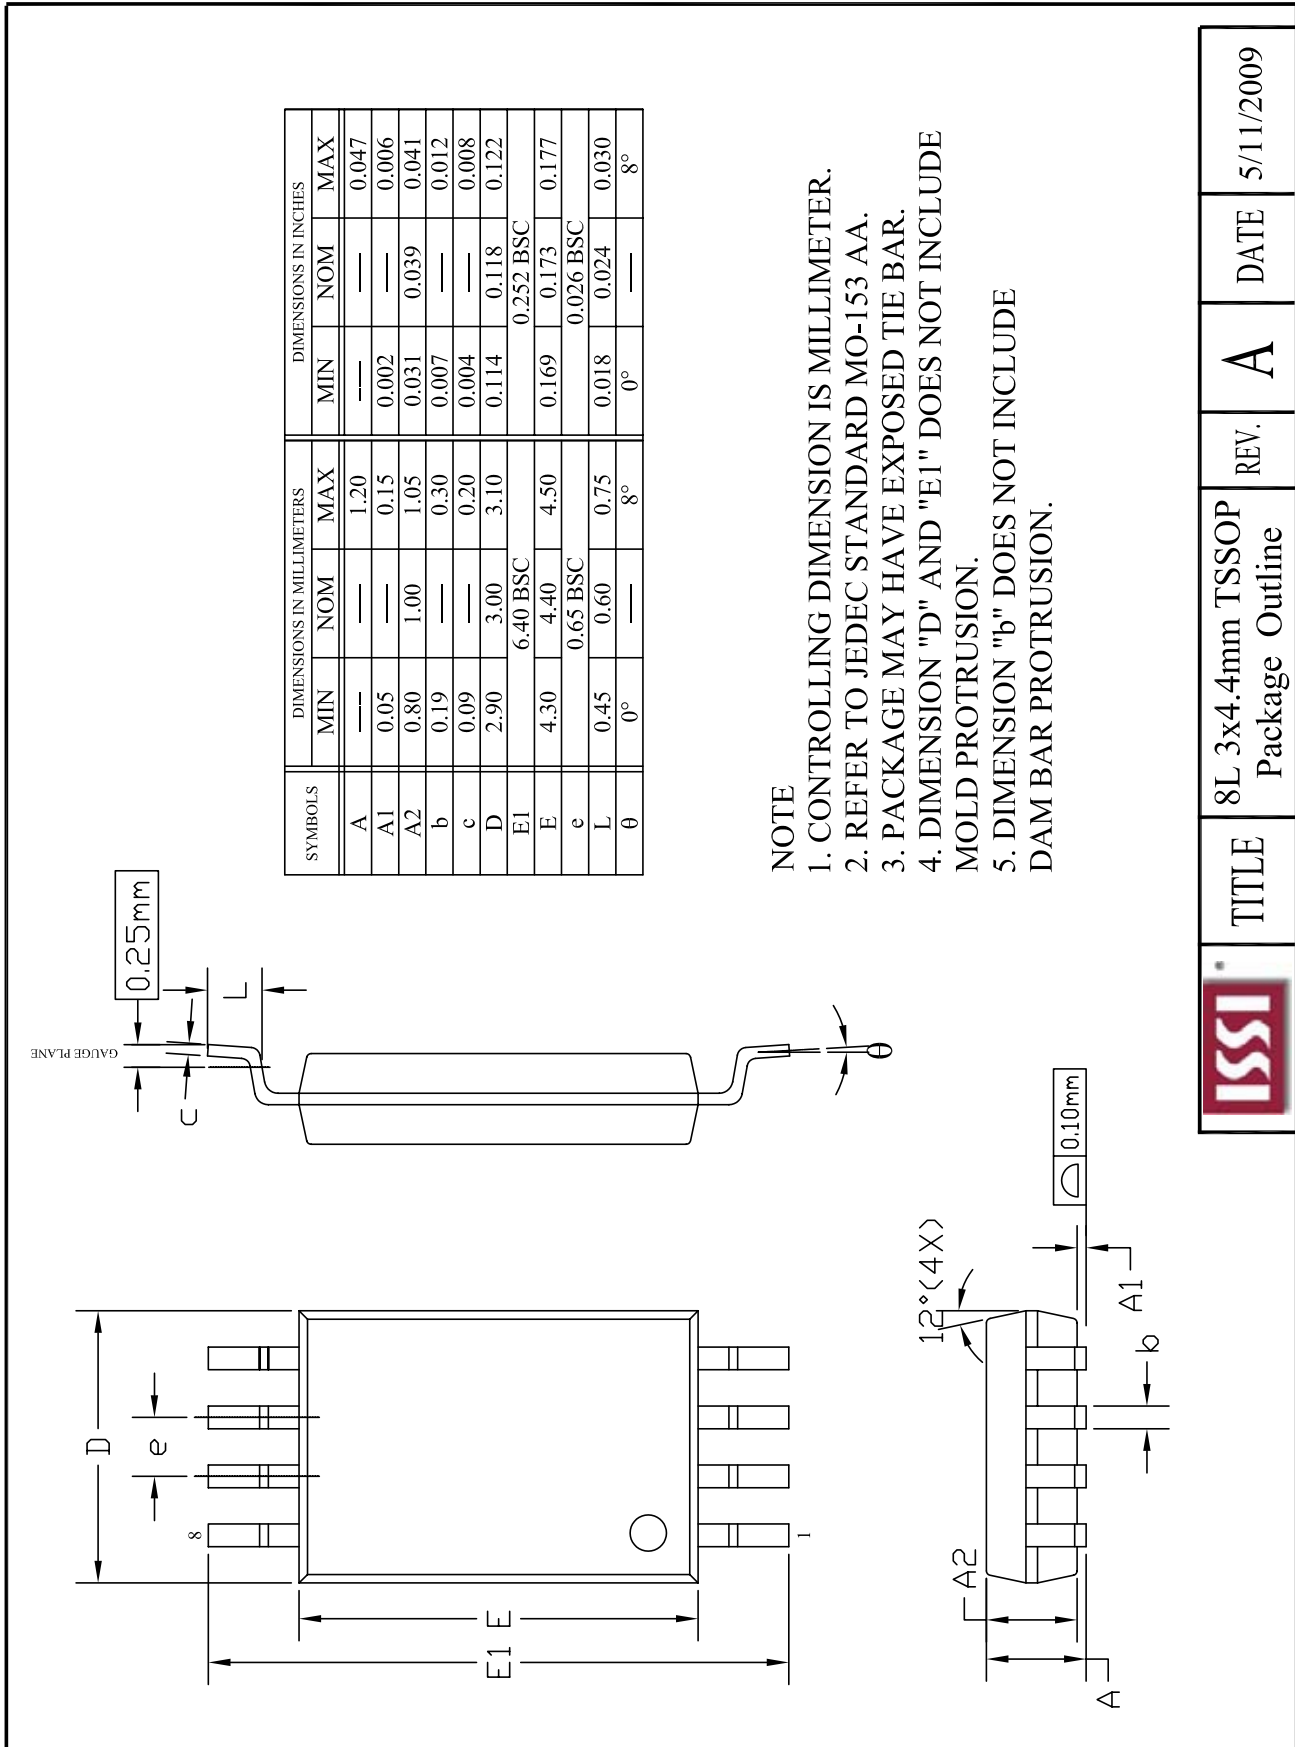 D
e
8
1
E
E1
GAUGE PLANE
0.25mm
C
L
θ
12°(4X)
A2
A
A1
b
0.10mm
SYMBOLS DIMENSIONS IN MILLIMETERS DIMENSIONS IN INCHES
MIN NOM MAX MIN NOM MAX
A — — 1.20 — — 0.047
A1 0.05 — 0.15 0.002 — 0.006
A2 0.80 1.00 1.05 0.031 0.039 0.041
b 0.19 — 0.30 0.007 — 0.012
c 0.09 — 0.20 0.004 — 0.008
D 2.90 3.00 3.10 0.114 0.118 0.122
E1 6.40 BSC 0.252 BSC
E 4.30 4.40 4.50 0.169 0.173 0.177
e 0.65 BSC 0.026 BSC
L 0.45 0.60 0.75 0.018 0.024 0.030
θ 0° — 8° 0° — 8°
NOTE
1. CONTROLLING DIMENSION IS MILLIMETER.
2. REFER TO JEDEC STANDARD MO-153 AA.
3. PACKAGE MAY HAVE EXPOSED TIE BAR.
4. DIMENSION "D" AND "E1" DOES NOT INCLUDE
MOLD PROTRUSION.
5. DIMENSION "b" DOES NOT INCLUDE
DAM BAR PROTRUSION.
ISSI®
TITLE
8L 3x4.4mm TSSOP
Package Outline
REV.
A
DATE
5/11/2009